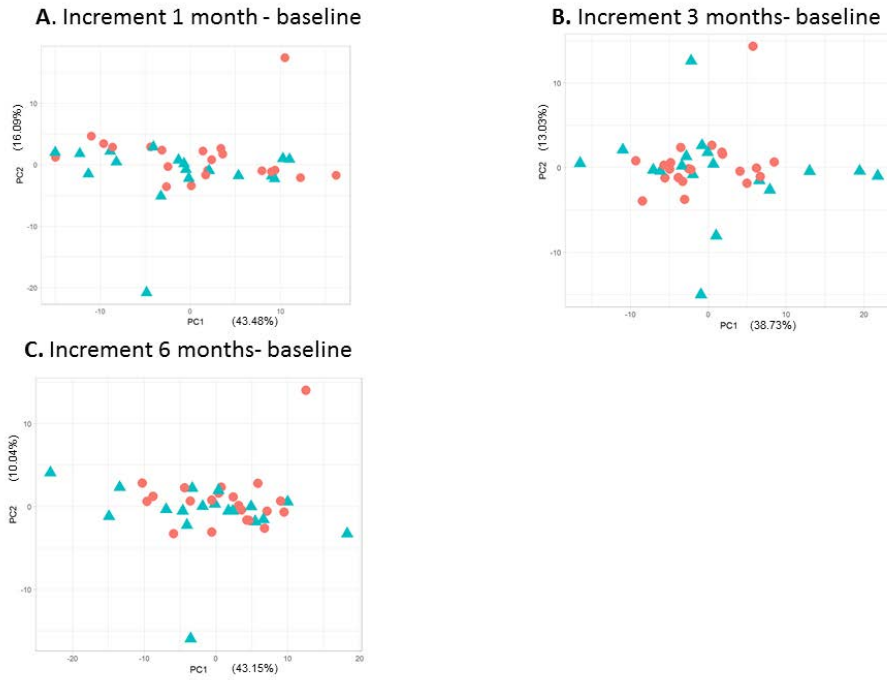 A. Increment 1 month - baseline
PC2 (16.09%)
10
0
-10
-20
-10 0 10
PC1 (43.48%)
B. Increment 3 months- baseline
PC2 (13.03%)
10
0
-10
-10 0 10 20
PC1 (38.73%)
C. Increment 6 months- baseline
PC2 (10.04%)
10
0
-10
-20 -10 0 10 20
PC1 (43.15%)